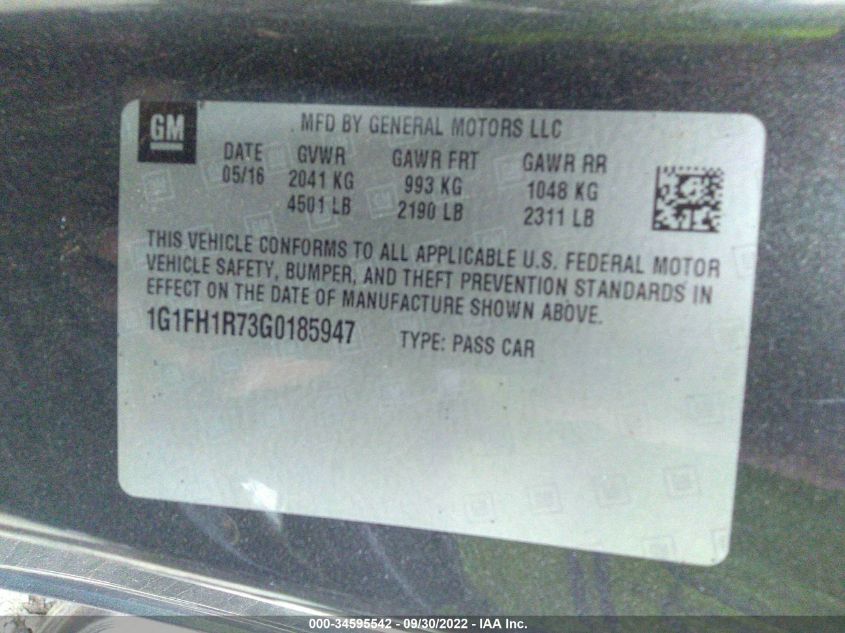 GM
MFD BY GENERAL MOTORS LLC
DATE GVWR GAWR FRT GAWR RR
05/16 2041 KG 993 KG 1048 KG
4501 LB 2190 LB 2311 LB
THIS VEHICLE CONFORMS TO ALL APPLICABLE U.S. FEDERAL MOTOR
VEHICLE SAFETY, BUMPER, AND THEFT PREVENTION STANDARDS IN
EFFECT ON THE DATE OF MANUFACTURE SHOWN ABOVE.
1G1FH1R73G0185947 TYPE: PASS CAR
000-34595542 - 09/30/2022 - IAA Inc.